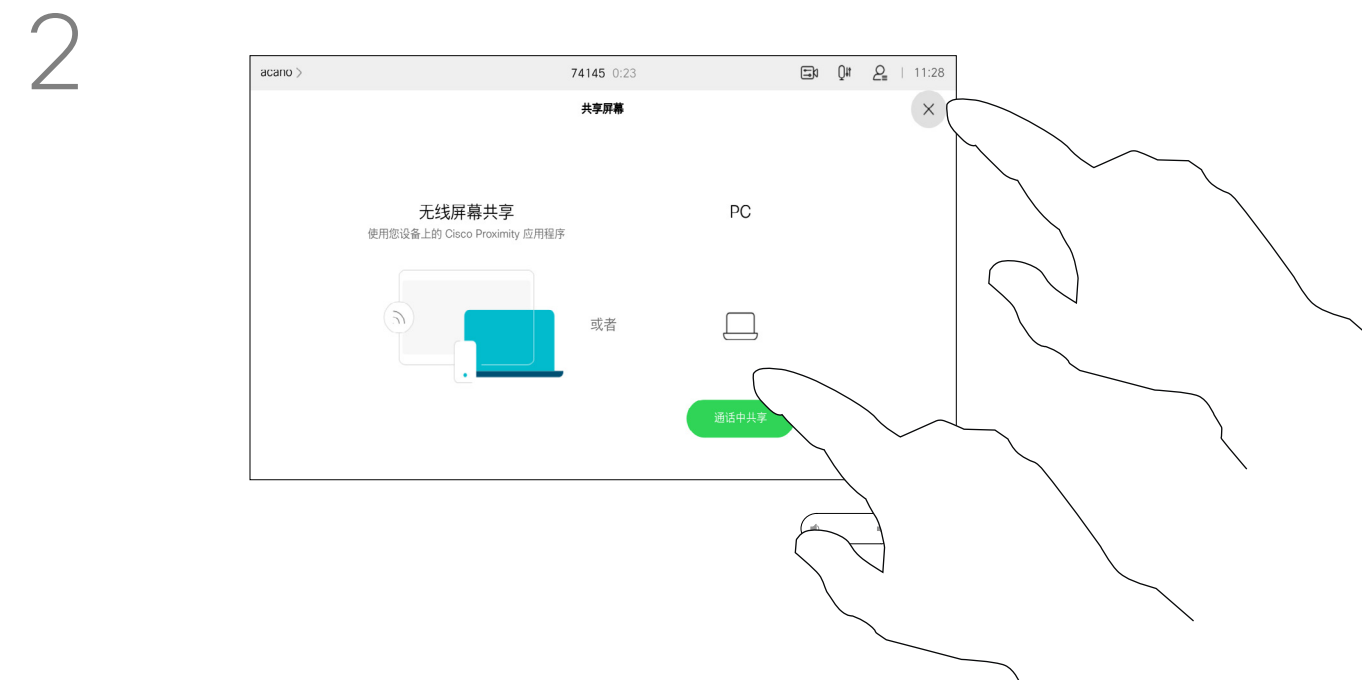 2
acano
74145 0:23
11:28
共享屏幕
无线屏幕共享
使用您设备上的 Cisco Proximity 应用程序
PC
或者
通话中共享